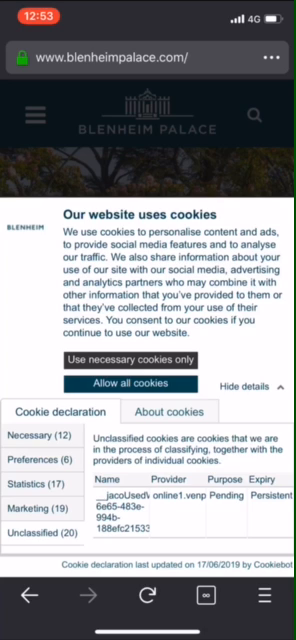 12:53
4G
www.blenheimpalace.com/
BLENHEIM PALACE
BLENHEIM
Our website uses cookies
We use cookies to personalise content and ads,
to provide social media features and to analyse
our traffic. We also share information about your
use of our site with our social media, advertising
and analytics partners who may combine it with
other information that you've provided to them or
that they've collected from your use of their
services. You consent to our cookies if you
continue to use our website.
Use necessary cookies only
Allow all cookies
Hide details
Cookie declaration
About cookies
Necessary (12)
Preferences (6)
Statistics (17)
Marketing (19)
Unclassified (20)
Unclassified cookies are cookies that we are
in the process of classifying, together with the
providers of individual cookies.
Name Provider Purpose Expiry
__jacoUsed online1.venp Pending Persistent
6e65-483e-
994b-
188efc21533
Cookie declaration last updated on 17/06/2019 by Cookiebot
∞